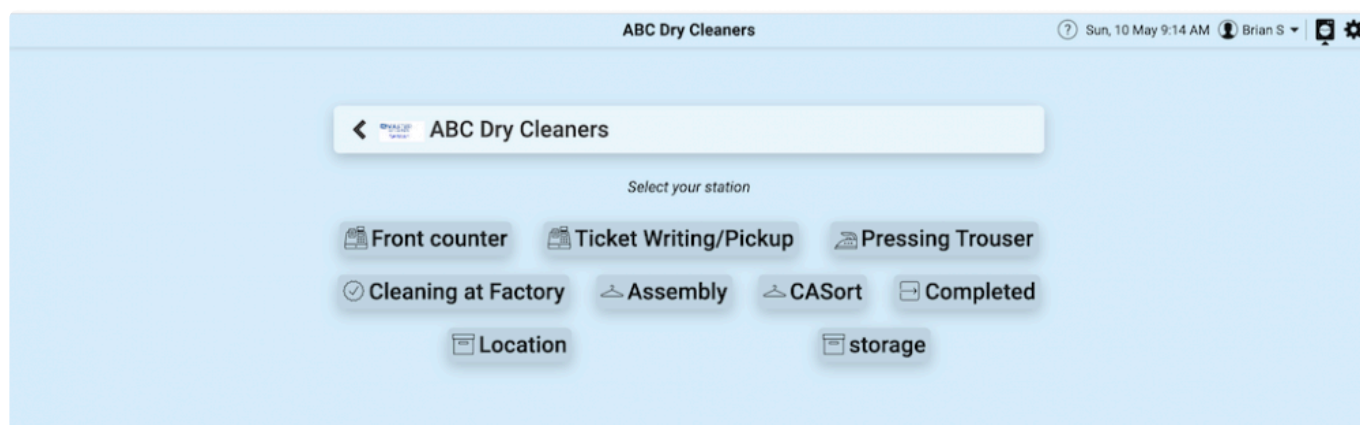 ABC Dry Cleaners
? Sun, 10 May 9:14 AM Brian S
ABC Dry Cleaners
Select your station
Front counter Ticket Writing/Pickup Pressing Trouser
Cleaning at Factory Assembly CASort Completed
Location storage